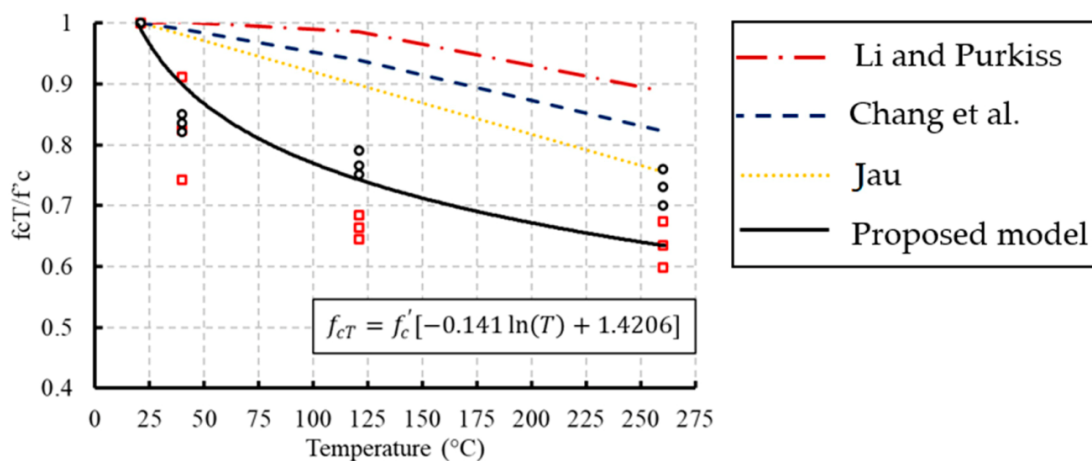 1
0.9
0.8
0.7
0.6
0.5
0.4
fcT/f'c
0 25 50 75 100 125 150 175 200 225 250 275
Temperature (°C)
f_{cT} = f_c^'[−0.141 ln(T) + 1.4206]
Li and Purkiss
Chang et al.
Jau
Proposed model